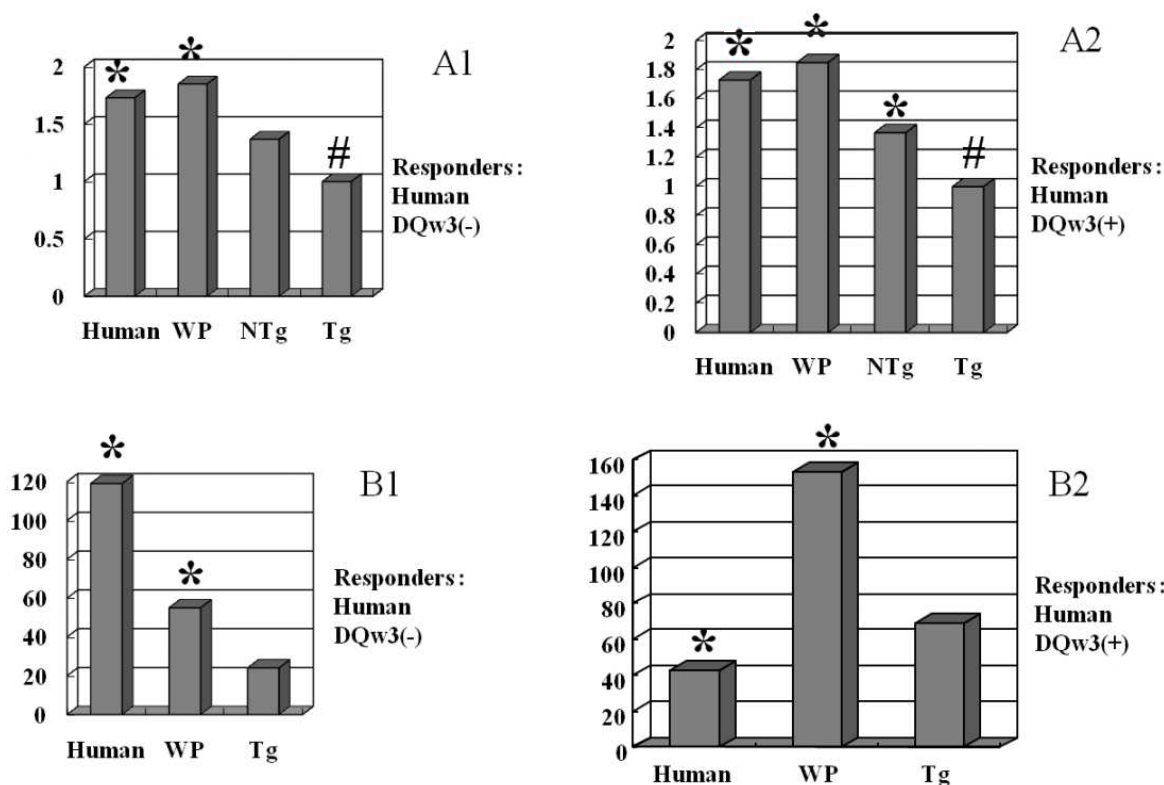 A1
2
1.5
1
0.5
0
* * #
Human WP NTg Tg
Responders:
Human
DQw3(-)
A2
2
1.8
1.6
1.4
1.2
1
0.8
0.6
0.4
0.2
0
* * * #
Human WP NTg Tg
Responders:
Human
DQw3(+)
B1
120
100
80
60
40
20
0
* *
Human WP Tg
Responders:
Human
DQw3(-)
B2
160
140
120
100
80
60
40
20
0
* *
Human WP Tg
Responders:
Human
DQw3(+)